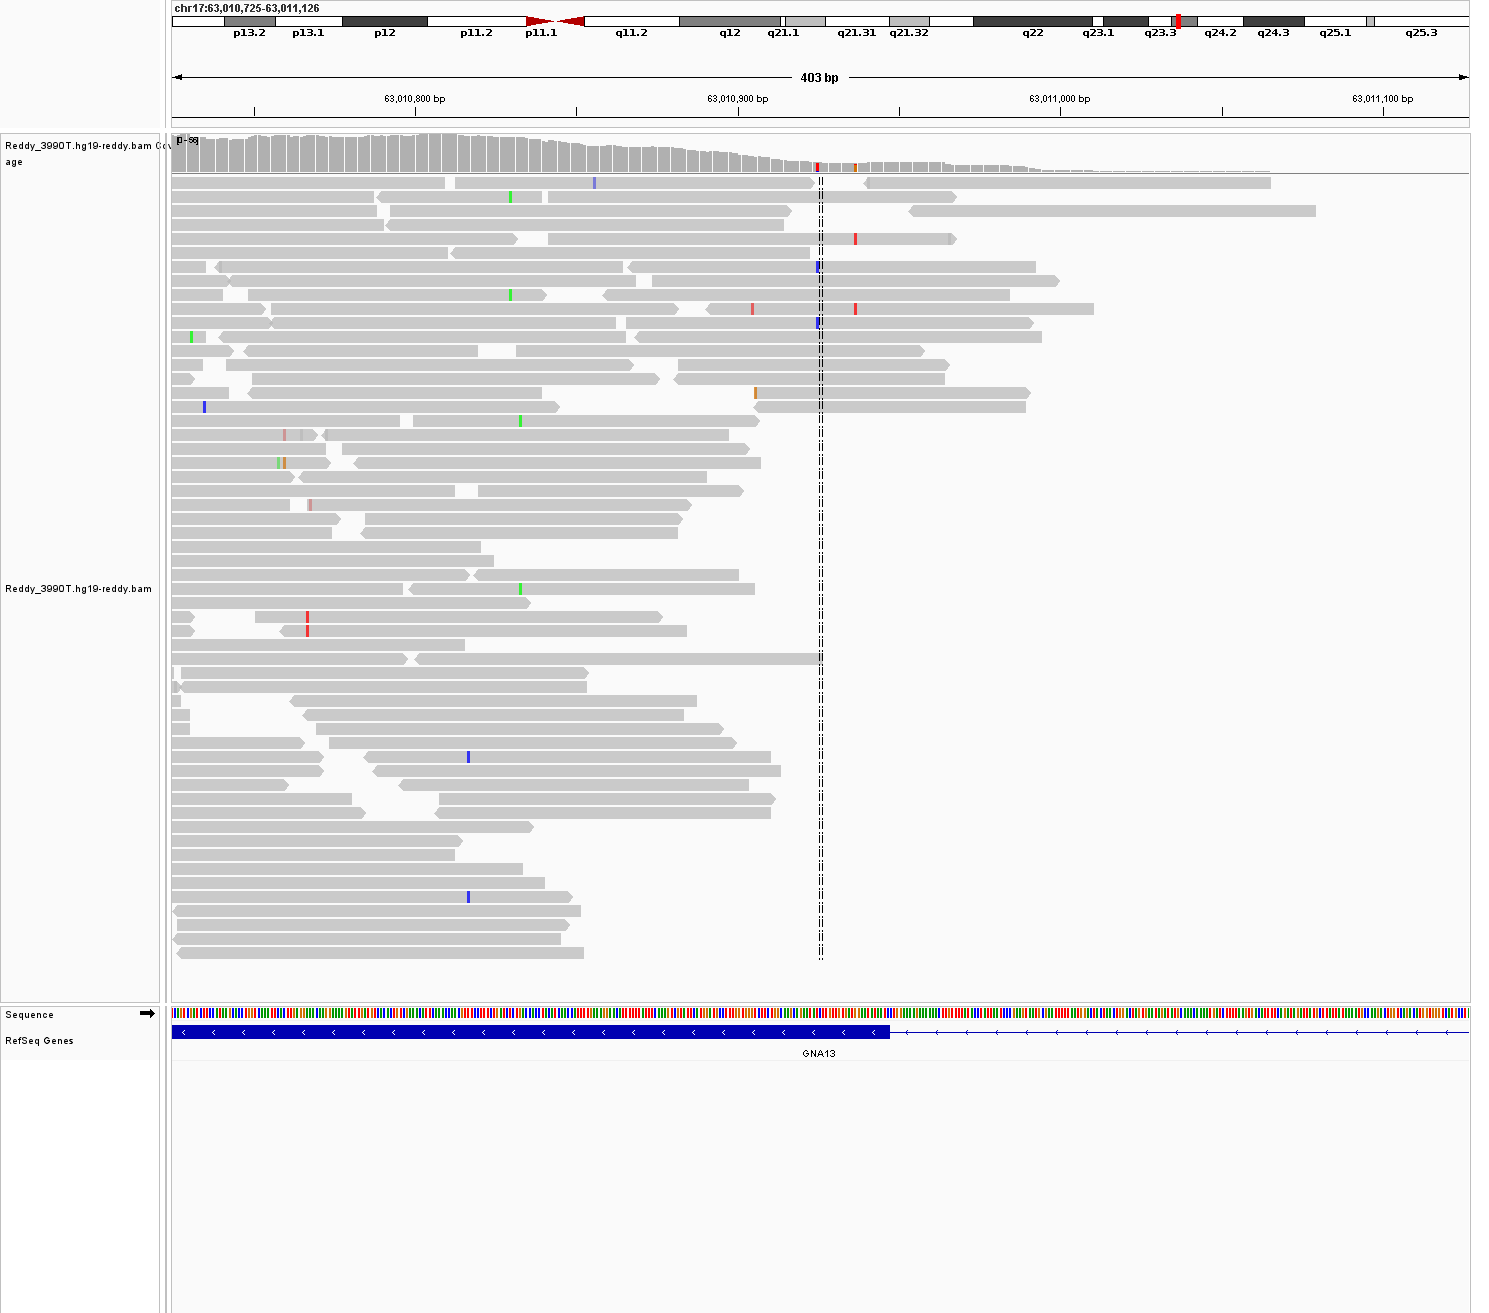 chr17:63,010,725-63,011,126
p13.2 p13.1 p12 p11.2 p11.1 q11.2 q12 q21.1 q21.31 q21.32 q22 q23.1 q23.3 q24.2 q24.3 q25.1 q25.3
403 bp
63,010,800 bp 63,010,900 bp 63,011,000 bp 63,011,100 bp
Reddy_3990T.hg19-reddy.bam
age
Reddy_3990T.hg19-reddy.bam
Sequence
RefSeq Genes
GNA13